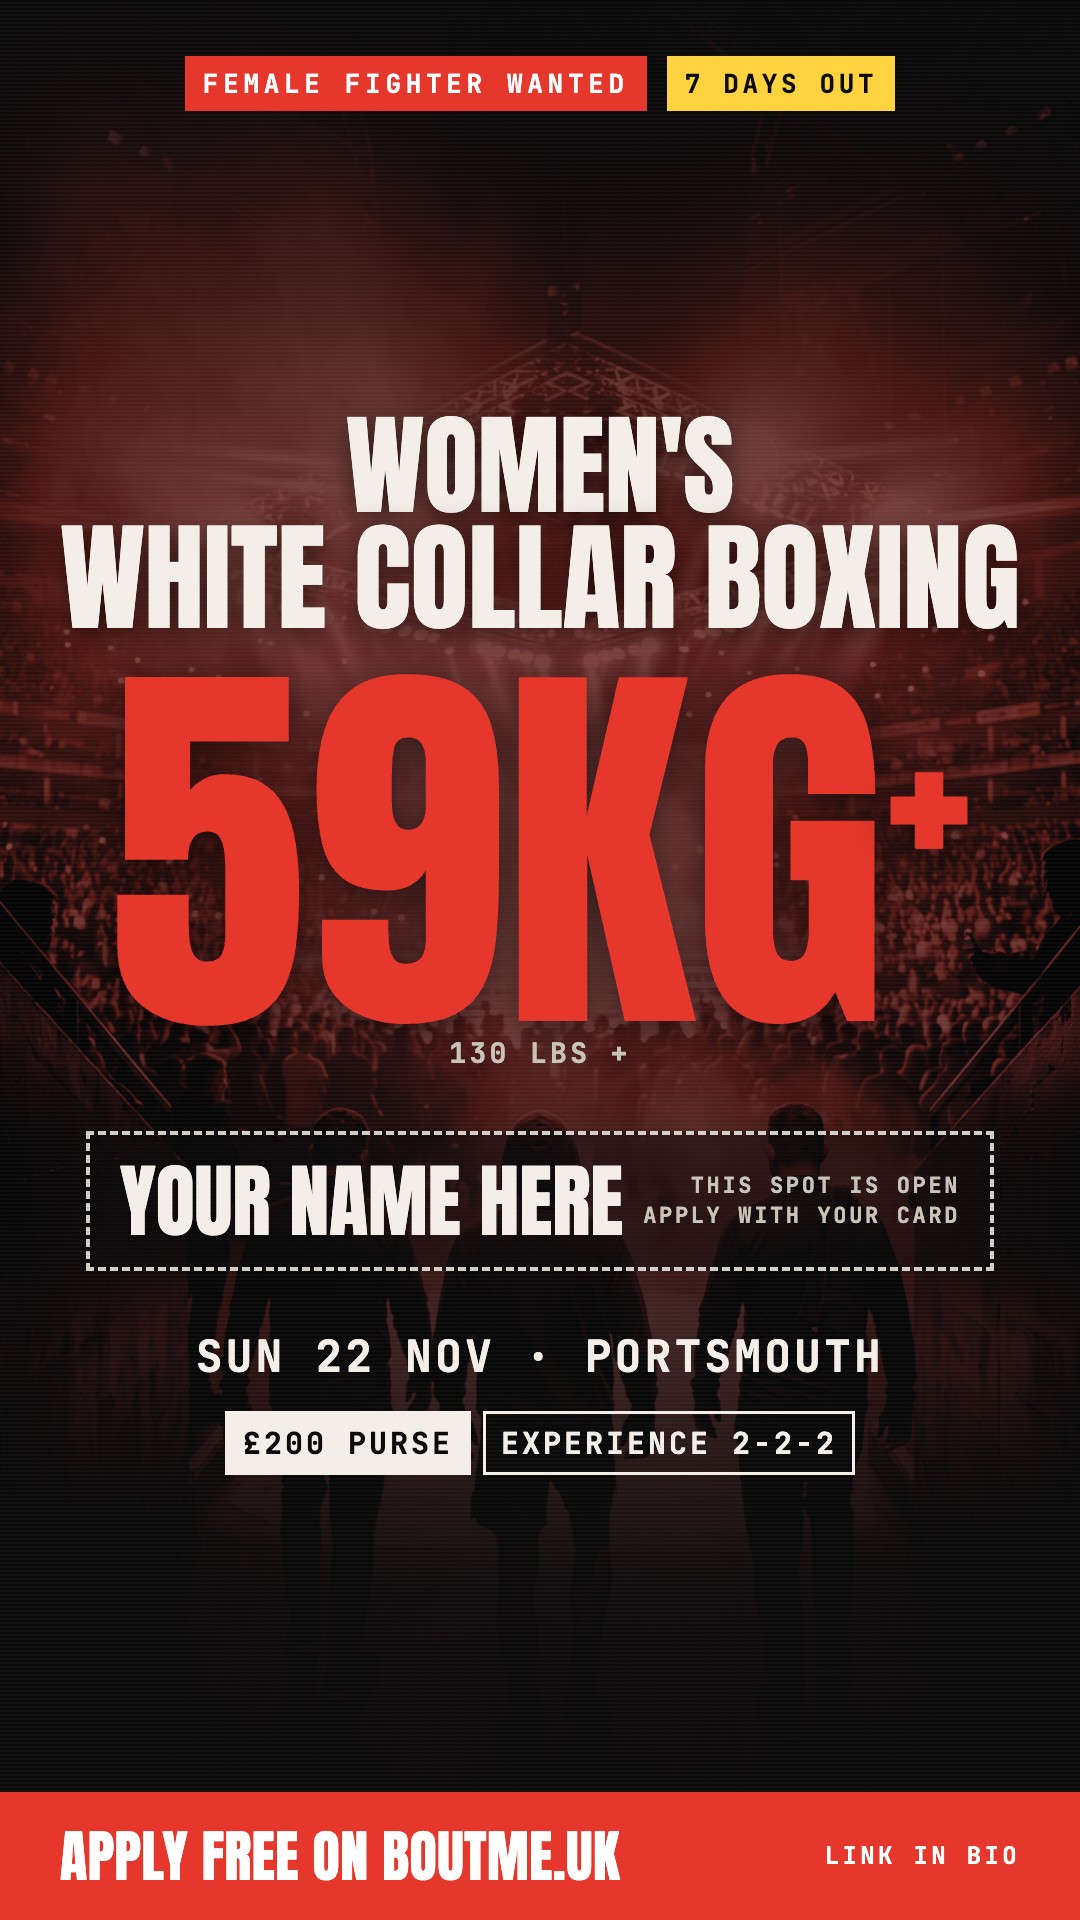 FEMALE FIGHTER WANTED
7 DAYS OUT
WOMEN'S
WHITE COLLAR BOXING
59KG+
130 LBS +
YOUR NAME HERE
THIS SPOT IS OPEN
APPLY WITH YOUR CARD
SUN 22 NOV · PORTSMOUTH
£200 PURSE
EXPERIENCE 2-2-2
APPLY FREE ON BOUTME.UK
LINK IN BIO